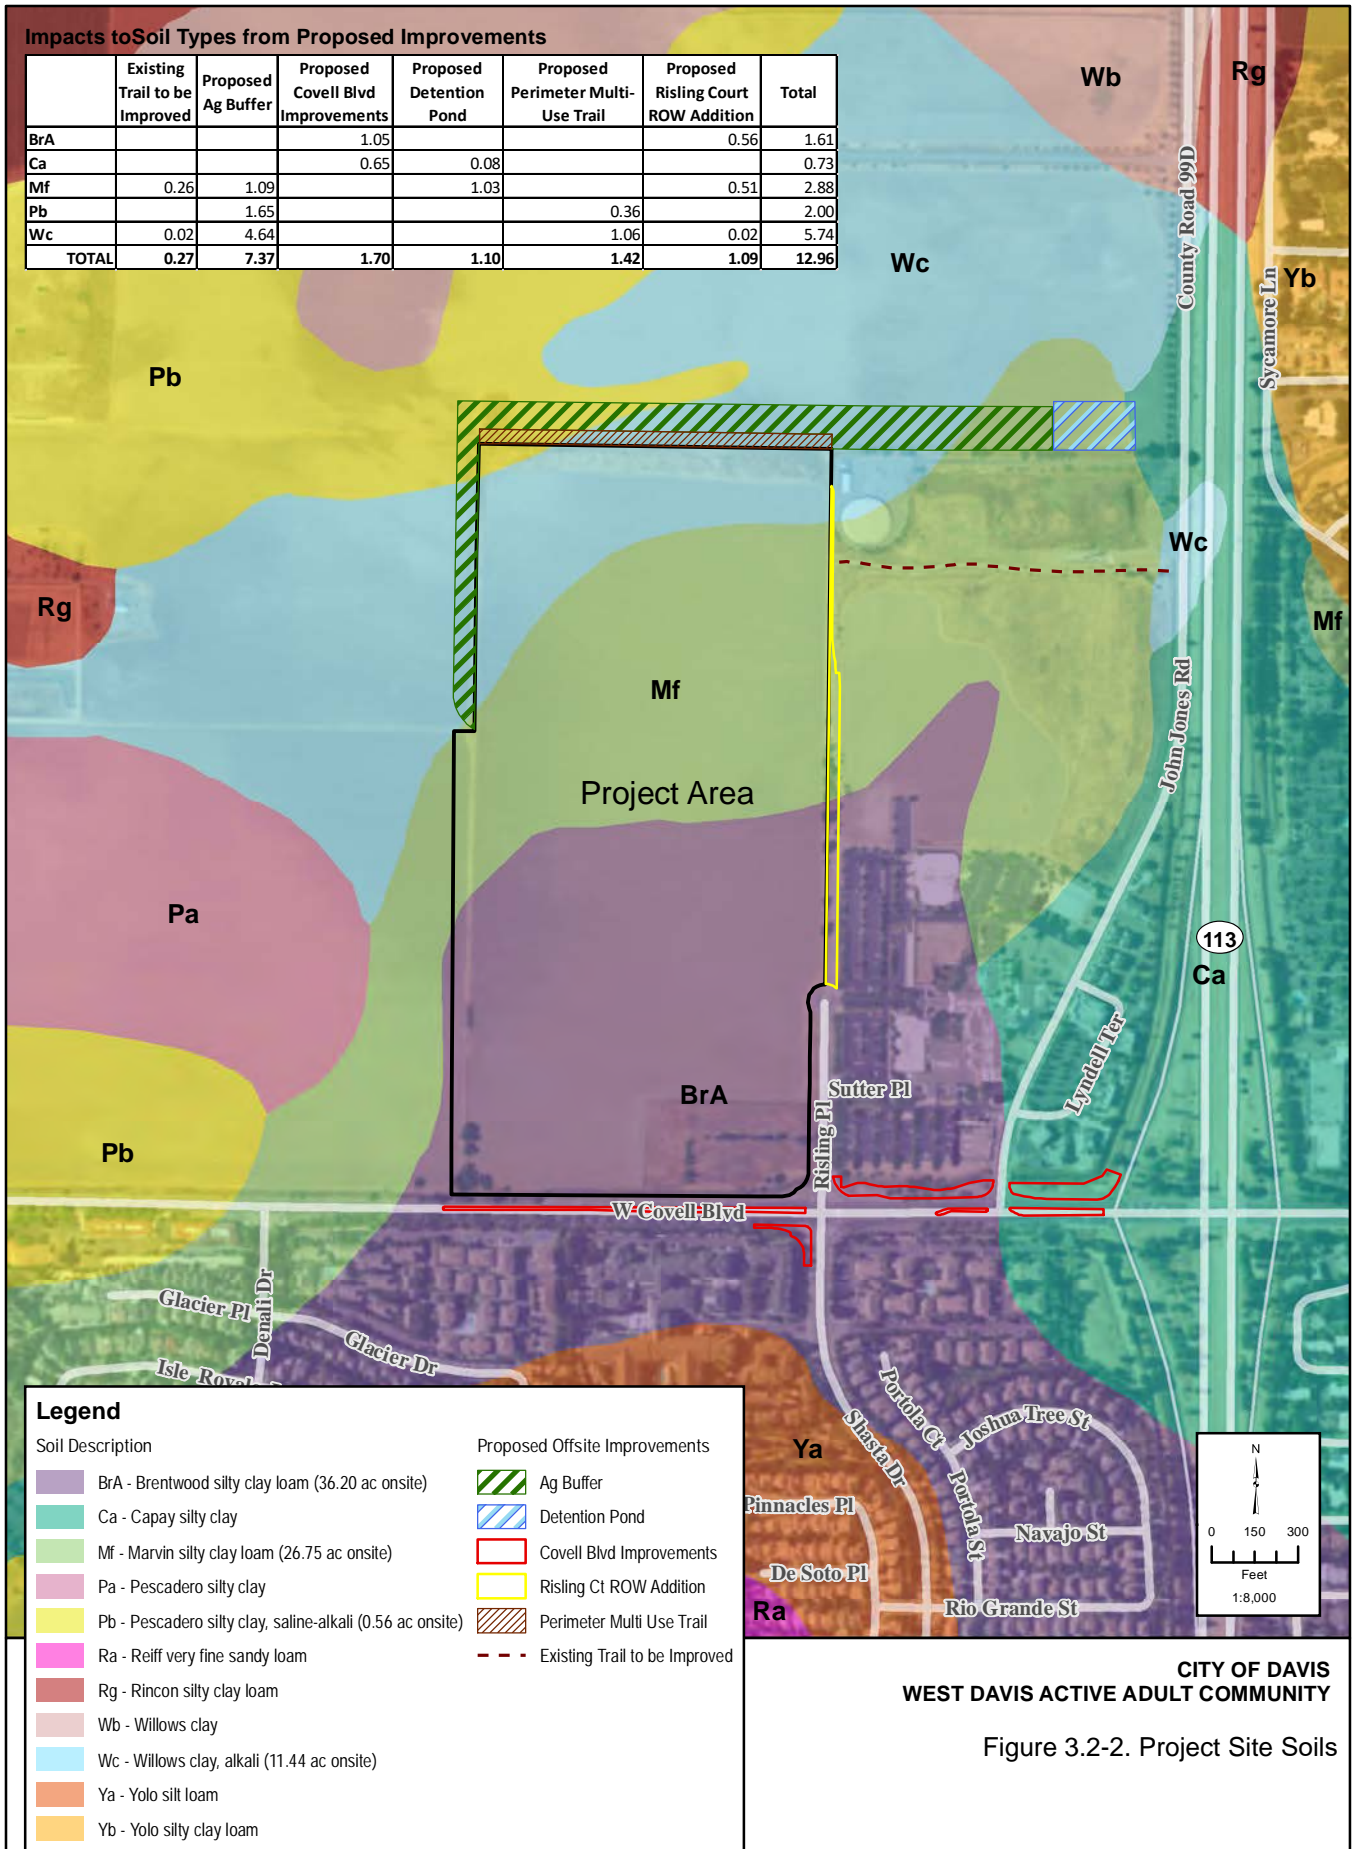 Impacts toSoil Types from Proposed Improvements
Existing Trail to be Improved | Proposed Ag Buffer | Proposed Covell Blvd Improvements | Proposed Detention Pond | Proposed Perimeter Multi-Use Trail | Proposed Risling Court ROW Addition | Total
BrA 1.05 0.56 1.61
Ca 0.65 0.08 0.73
Mf 0.26 1.09 1.03 0.51 2.88
Pb 1.65 0.36 2.00
Wc 0.02 4.64 1.06 0.02 5.74
TOTAL 0.27 7.37 1.70 1.10 1.42 1.09 12.96
Wb
Rg
County Road 99D
Wc
Sycamore Ln
Yb
Pb
Wc
Rg
Mf
Mf
John Jones Rd
Project Area
Pa
113
Ca
Lyndell Ter
BrA
Sutter Pl
Risling Pl
Pb
W Covell Blvd
Glacier Pl
Denali Dr
Glacier Dr
Isle Royale
Portola Ct
Joshua Tree St
Shasta Dr
Ya
Portola St
Pinnacles Pl
Navajo St
De Soto Pl
Ra
Rio Grande St
N
0 150 300
Feet
1:8,000
Legend
Soil Description
BrA - Brentwood silty clay loam (36.20 ac onsite)
Ca - Capay silty clay
Mf - Marvin silty clay loam (26.75 ac onsite)
Pa - Pescadero silty clay
Pb - Pescadero silty clay, saline-alkali (0.56 ac onsite)
Ra - Reiff very fine sandy loam
Rg - Rincon silty clay loam
Wb - Willows clay
Wc - Willows clay, alkali (11.44 ac onsite)
Ya - Yolo silt loam
Yb - Yolo silty clay loam
Proposed Offsite Improvements
Ag Buffer
Detention Pond
Covell Blvd Improvements
Risling Ct ROW Addition
Perimeter Multi Use Trail
Existing Trail to be Improved
CITY OF DAVIS
WEST DAVIS ACTIVE ADULT COMMUNITY
Figure 3.2-2. Project Site Soils